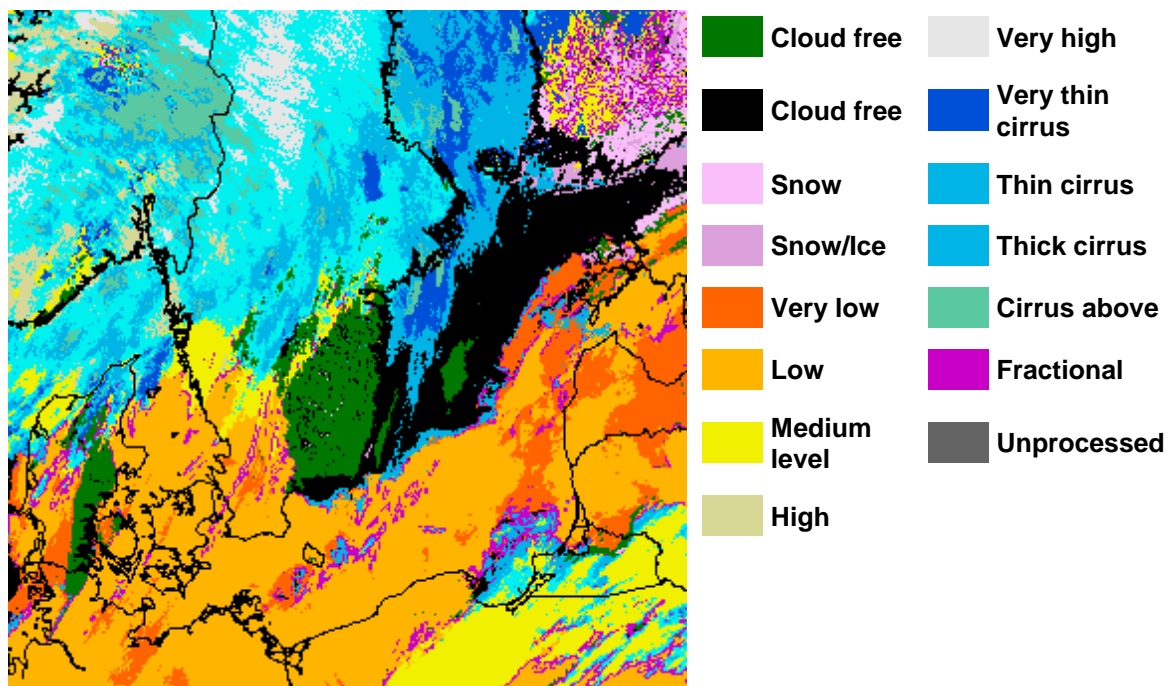 Cloud free
Cloud free
Snow
Snow/Ice
Very low
Low
Medium
level
High
Very high
Very thin
cirrus
Thin cirrus
Thick cirrus
Cirrus above
Fractional
Unprocessed